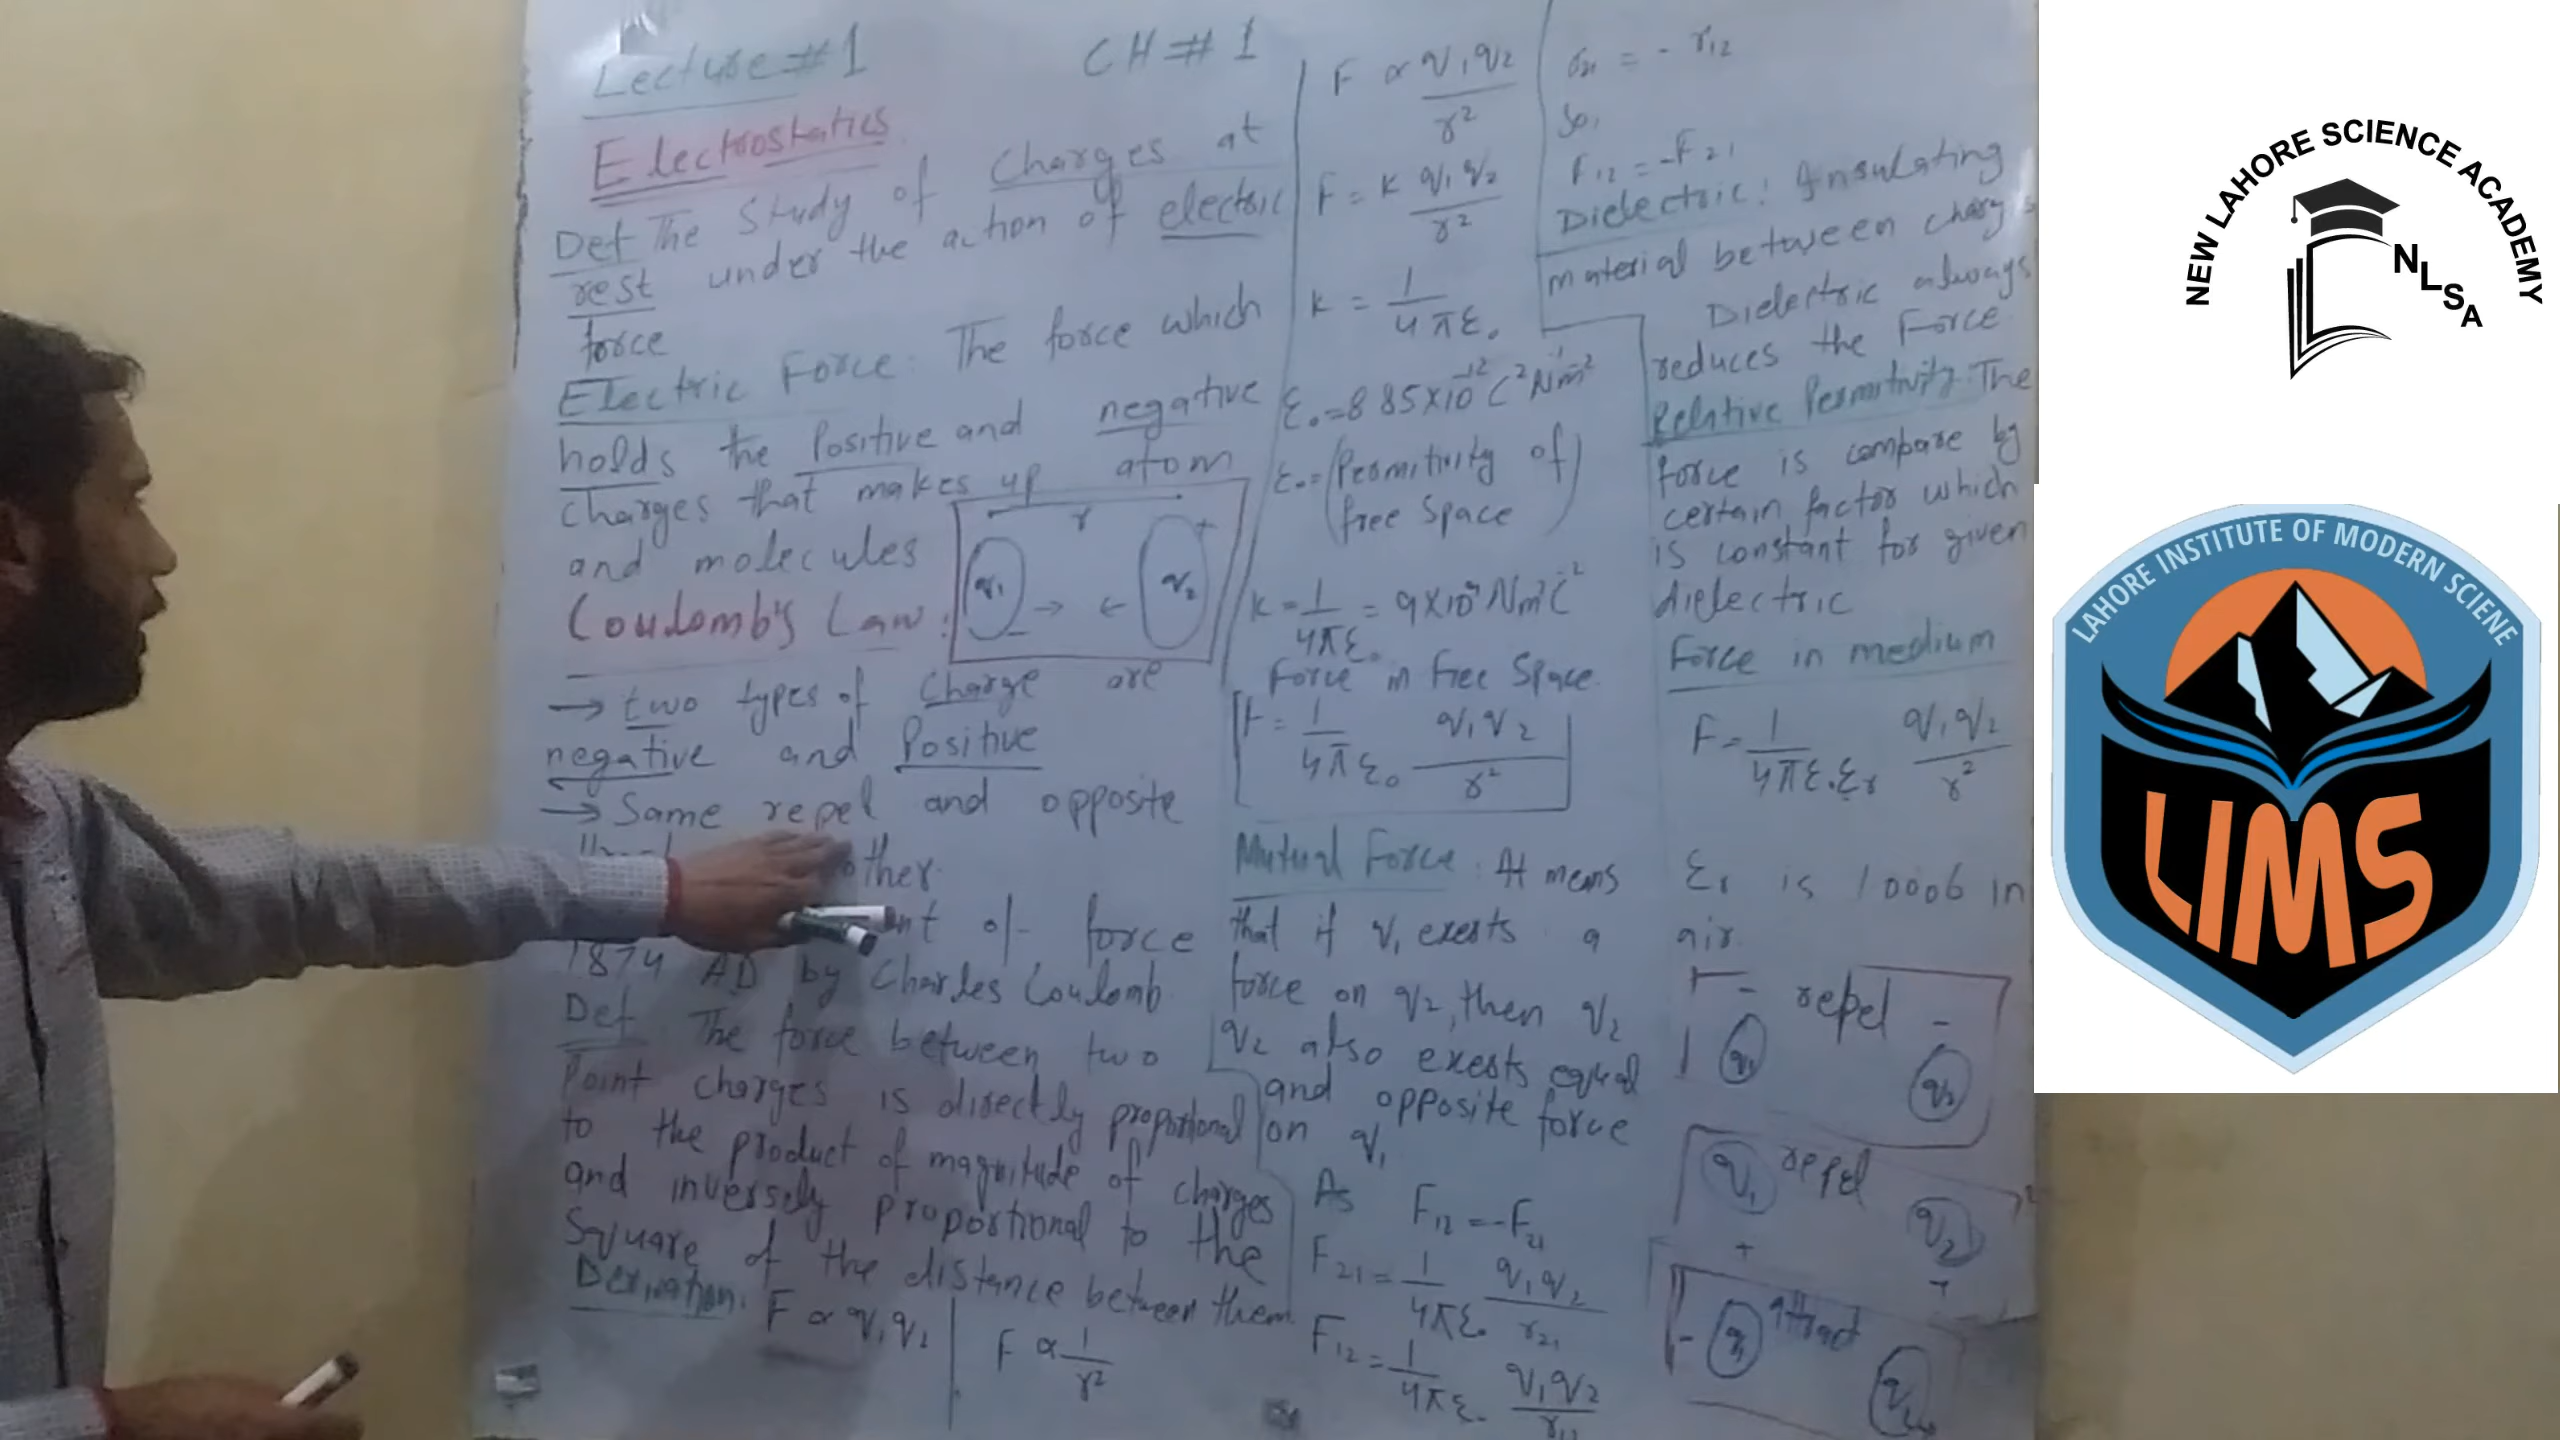 Lecture #1 CH #1
Electrostatics
Def The Study of Charges at
rest under the action of electric
force
Electric Force: The force which
holds the Positive and negative
Charges that makes up atom
and molecules
Coulomb's Law:
r
q1 → ← q2
- +
→ two types of Charge are
negative and Positive
→ Same repel and opposite
other.
of force
1874 AD by Charles Coulomb
Def The force between two
Point charges is directly proportional
to the product of magnitude of charges
and inversely proportional to the
Square of the distance between them
Derivation. F ∝ q1q2 F ∝ 1/r²
F ∝ q1q2/r²
F = K q1q2/r²
K = 1/4πε₀
ε₀=8.85×10⁻¹² C²N⁻¹m⁻²
ε₀=(Permitivity of
free Space)
K = 1/4πε₀ = 9×10⁹ Nm²C⁻²
Force in free Space
F = 1/4πε₀ q1q2/r²
Mutual Force: It means
that if q1 exests a
force on q2, then q2
q2 also exests equal
and opposite force
on q1
As F12 = -F21
F21 = 1/4πε₀ q1q2/r21
F12 = 1/4πε₀ q1q2/r12
r21 = - r12
So,
F12 = -F21
Dielectric: Insulating
material between charges
Dielectric always
reduces the Force
Relative Permitivity: The
force is compare by
certain factor which
is constant for given
dielectric
Force in medium
F = 1/4πε₀εr q1q2/r²
εr is 1.0006 in
air
- repel -
q1 q2
q1 repel q2
+ +
- q1 attract q2
NEW LAHORE SCIENCE ACADEMY
NLSA
LAHORE INSTITUTE OF MODERN SCIENE
LIMS